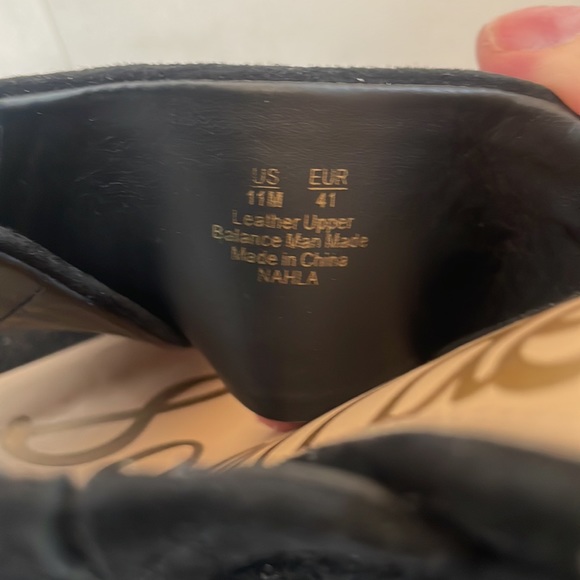 US EUR
11M 41
Leather Upper
Balance Man Made
Made in China
NAHLA